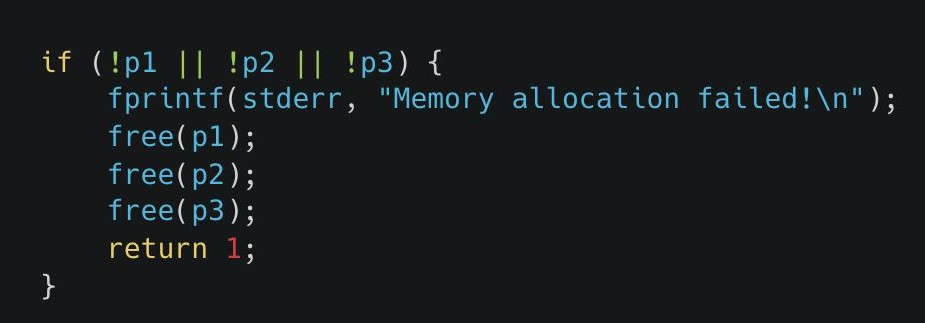 if (!p1 || !p2 || !p3) {
    fprintf(stderr, "Memory allocation failed!\n");
    free(p1);
    free(p2);
    free(p3);
    return 1;
}